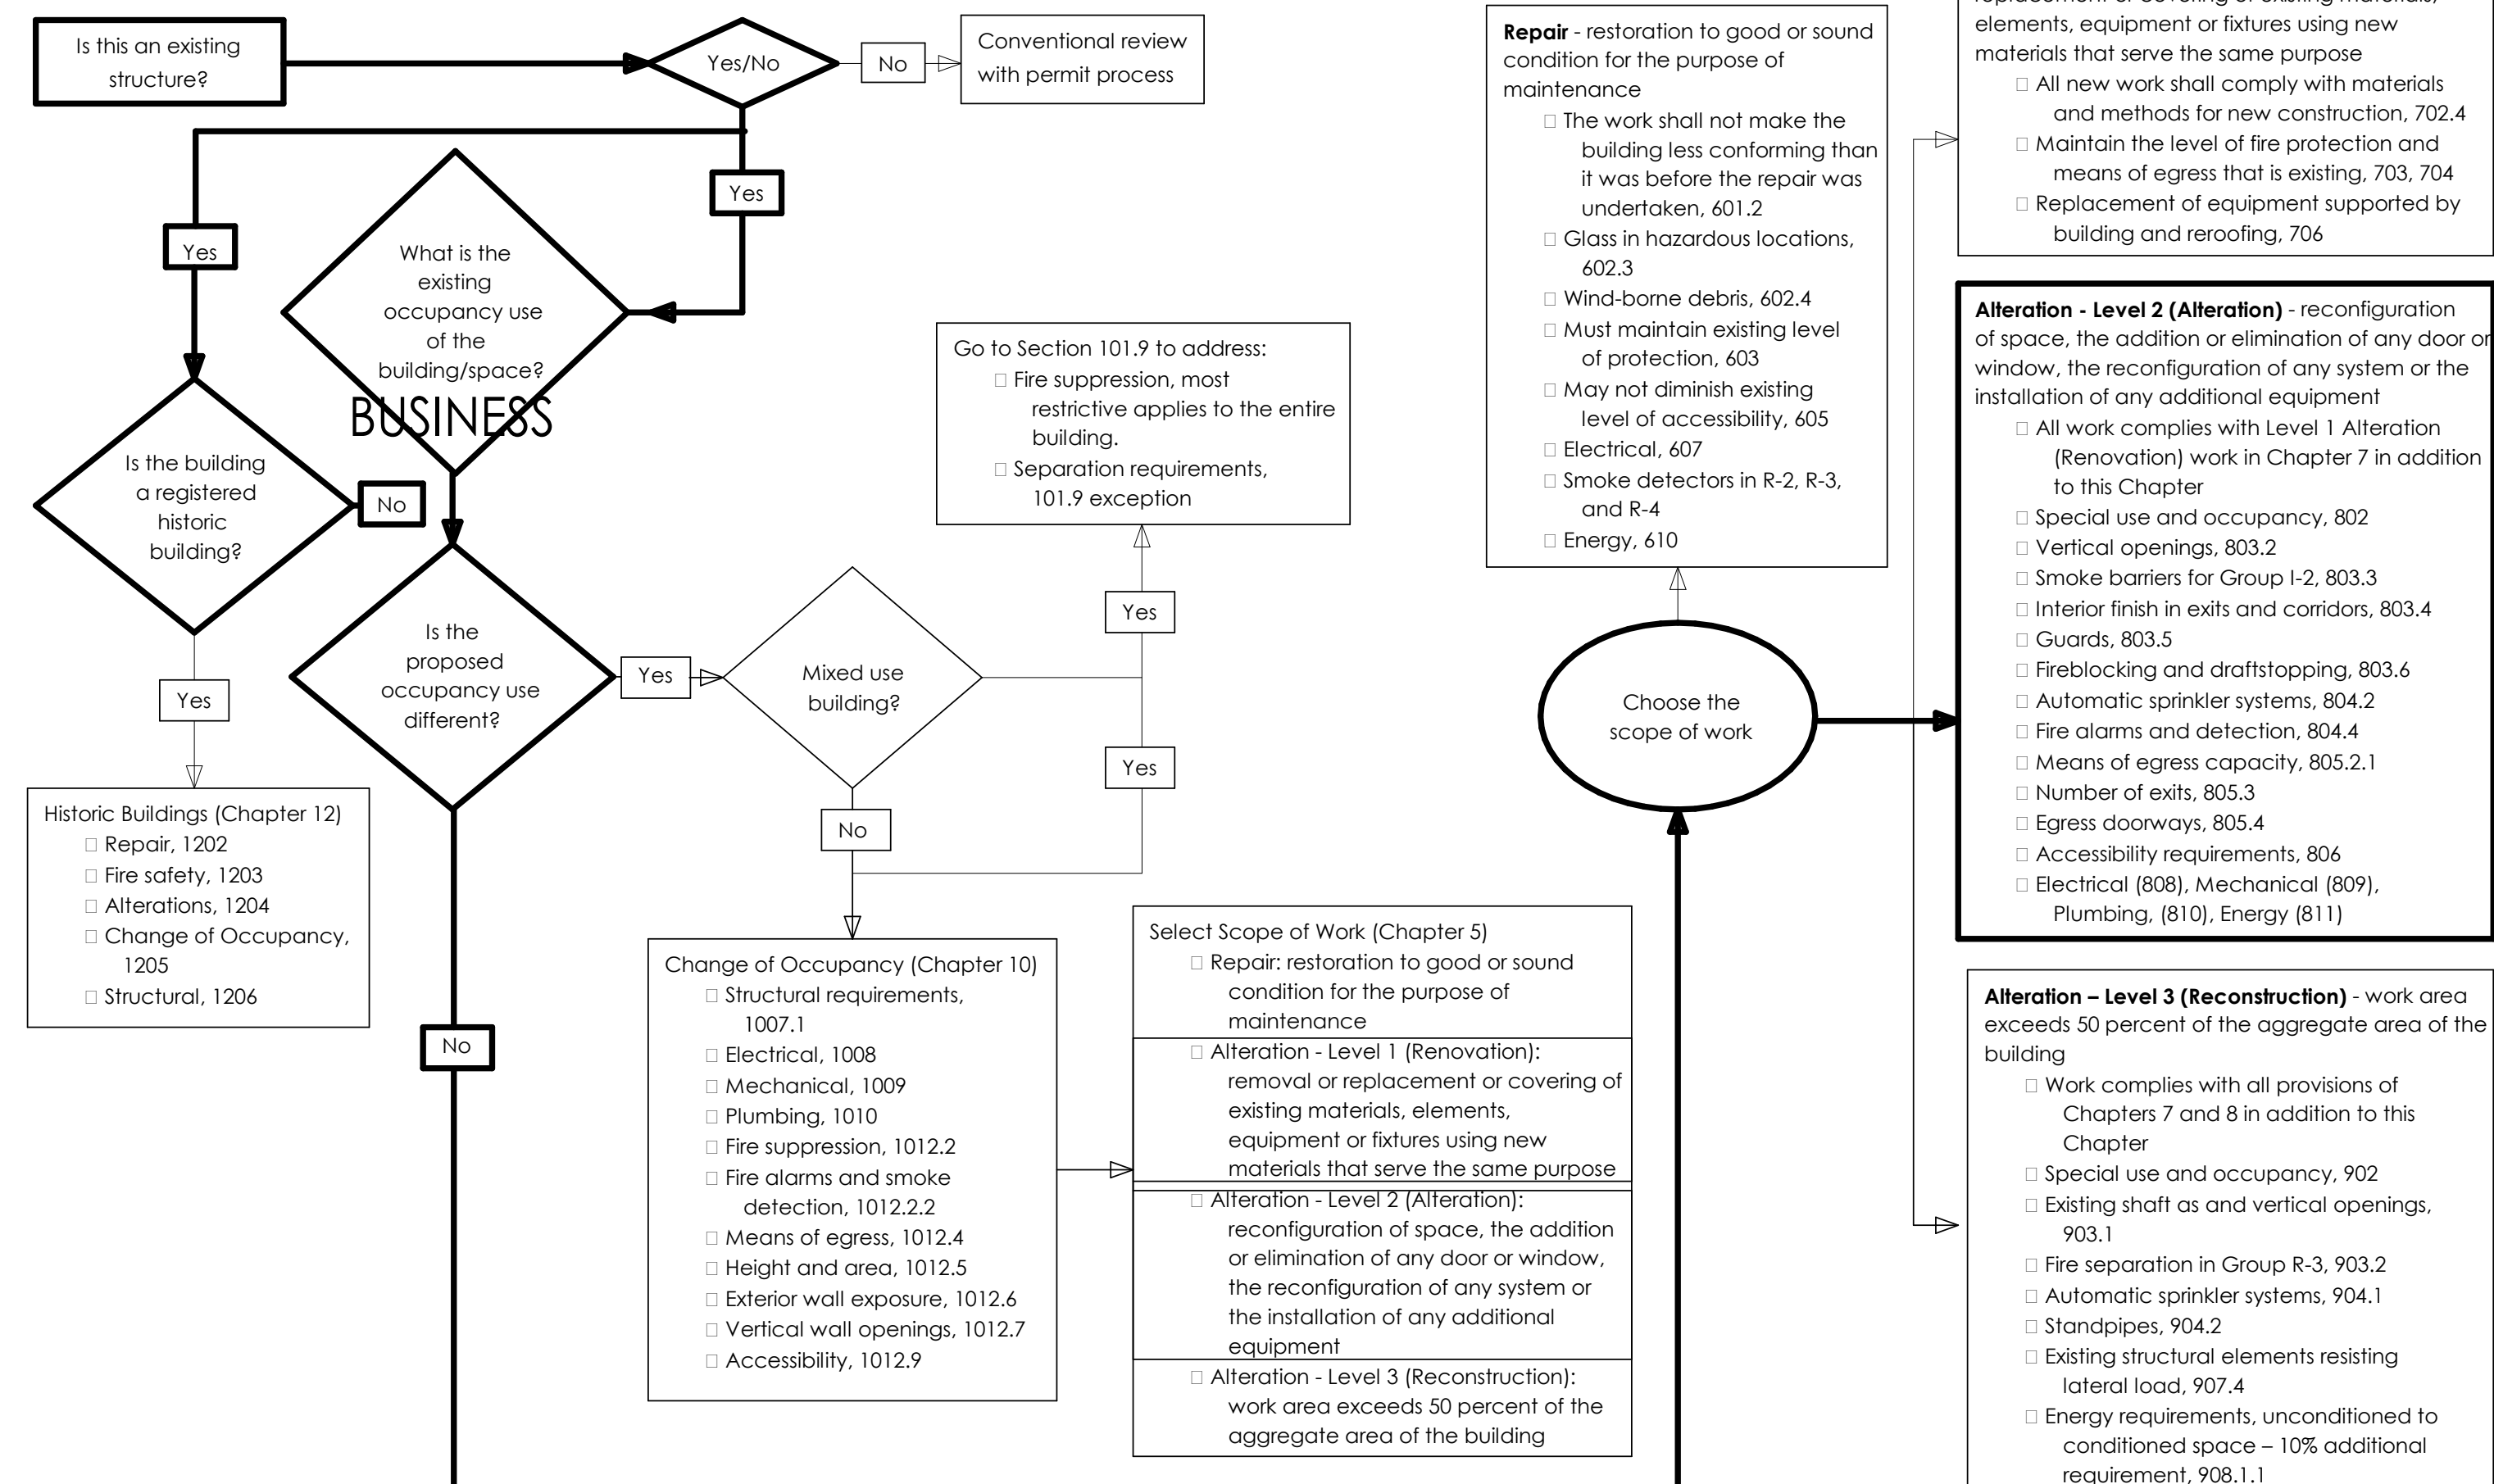 Is this an existing
structure?
Yes/No
No
Conventional review
with permit process
Yes
Yes
What is the
existing
occupancy use
of the
building/space?
BUSINESS
Is the building
a registered
historic
building?
No
Yes
Historic Buildings (Chapter 12)
Repair, 1202
Fire safety, 1203
Alterations, 1204
Change of Occupancy,
1205
Structural, 1206
Is the
proposed
occupancy use
different?
Yes
No
Mixed use
building?
Yes
Yes
No
Go to Section 101.9 to address:
Fire suppression, most
restrictive applies to the entire
building.
Separation requirements,
101.9 exception
Change of Occupancy (Chapter 10)
Structural requirements,
1007.1
Electrical, 1008
Mechanical, 1009
Plumbing, 1010
Fire suppression, 1012.2
Fire alarms and smoke
detection, 1012.2.2
Means of egress, 1012.4
Height and area, 1012.5
Exterior wall exposure, 1012.6
Vertical wall openings, 1012.7
Accessibility, 1012.9
Select Scope of Work (Chapter 5)
Repair: restoration to good or sound
condition for the purpose of
maintenance
Alteration - Level 1 (Renovation):
removal or replacement or covering of
existing materials, elements,
equipment or fixtures using new
materials that serve the same purpose
Alteration - Level 2 (Alteration):
reconfiguration of space, the addition
or elimination of any door or window,
the reconfiguration of any system or
the installation of any additional
equipment
Alteration - Level 3 (Reconstruction):
work area exceeds 50 percent of the
aggregate area of the building
Repair - restoration to good or sound
condition for the purpose of
maintenance
The work shall not make the
building less conforming than
it was before the repair was
undertaken, 601.2
Glass in hazardous locations,
602.3
Wind-borne debris, 602.4
Must maintain existing level
of protection, 603
May not diminish existing
level of accessibility, 605
Electrical, 607
Smoke detectors in R-2, R-3,
and R-4
Energy, 610
Choose the
scope of work
replacement or covering of existing materials,
elements, equipment or fixtures using new
materials that serve the same purpose
All new work shall comply with materials
and methods for new construction, 702.4
Maintain the level of fire protection and
means of egress that is existing, 703, 704
Replacement of equipment supported by
building and reroofing, 706
Alteration - Level 2 (Alteration) - reconfiguration
of space, the addition or elimination of any door or
window, the reconfiguration of any system or the
installation of any additional equipment
All work complies with Level 1 Alteration
(Renovation) work in Chapter 7 in addition
to this Chapter
Special use and occupancy, 802
Vertical openings, 803.2
Smoke barriers for Group I-2, 803.3
Interior finish in exits and corridors, 803.4
Guards, 803.5
Fireblocking and draftstopping, 803.6
Automatic sprinkler systems, 804.2
Fire alarms and detection, 804.4
Means of egress capacity, 805.2.1
Number of exits, 805.3
Egress doorways, 805.4
Accessibility requirements, 806
Electrical (808), Mechanical (809),
Plumbing, (810), Energy (811)
Alteration – Level 3 (Reconstruction) - work area
exceeds 50 percent of the aggregate area of the
building
Work complies with all provisions of
Chapters 7 and 8 in addition to this
Chapter
Special use and occupancy, 902
Existing shaft as and vertical openings,
903.1
Fire separation in Group R-3, 903.2
Automatic sprinkler systems, 904.1
Standpipes, 904.2
Existing structural elements resisting
lateral load, 907.4
Energy requirements, unconditioned to
conditioned space – 10% additional
requirement, 908.1.1